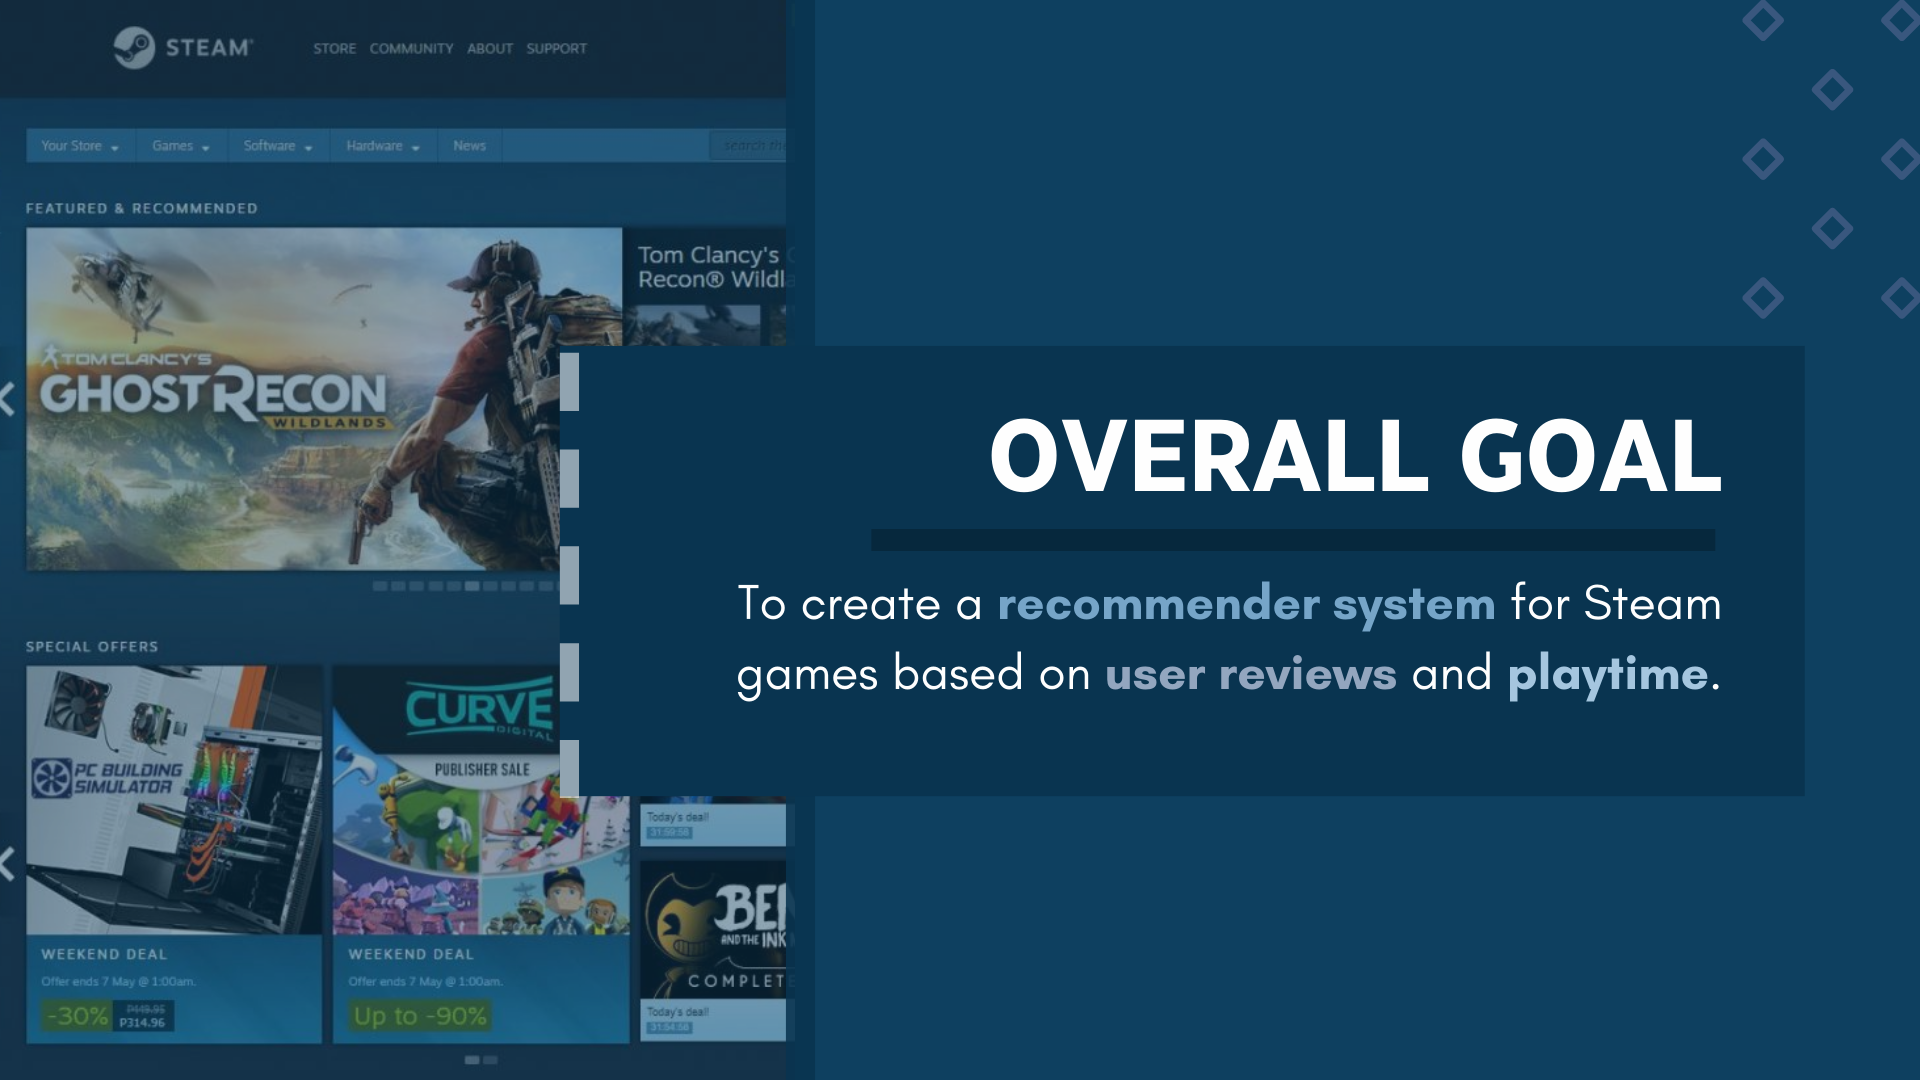 STEAM
STORE COMMUNITY ABOUT SUPPORT
Your Store Games Software Hardware News
FEATURED & RECOMMENDED
Tom Clancy's
Recon®
TOM CLANCY'S
GHOST RECON
WILDLANDS
OVERALL GOAL
To create a recommender system for Steam
games based on user reviews and playtime.
SPECIAL OFFERS
PC BUILDING
SIMULATOR
CURVE
DIGITAL
PUBLISHER SALE
WEEKEND DEAL
Offer ends 7 May @ 1:00am.
-30%
P449.95
P314.96
WEEKEND DEAL
Offer ends 7 May @ 1:00am.
Up to -90%
Today's deal!
AND THE INK
Today's deal!